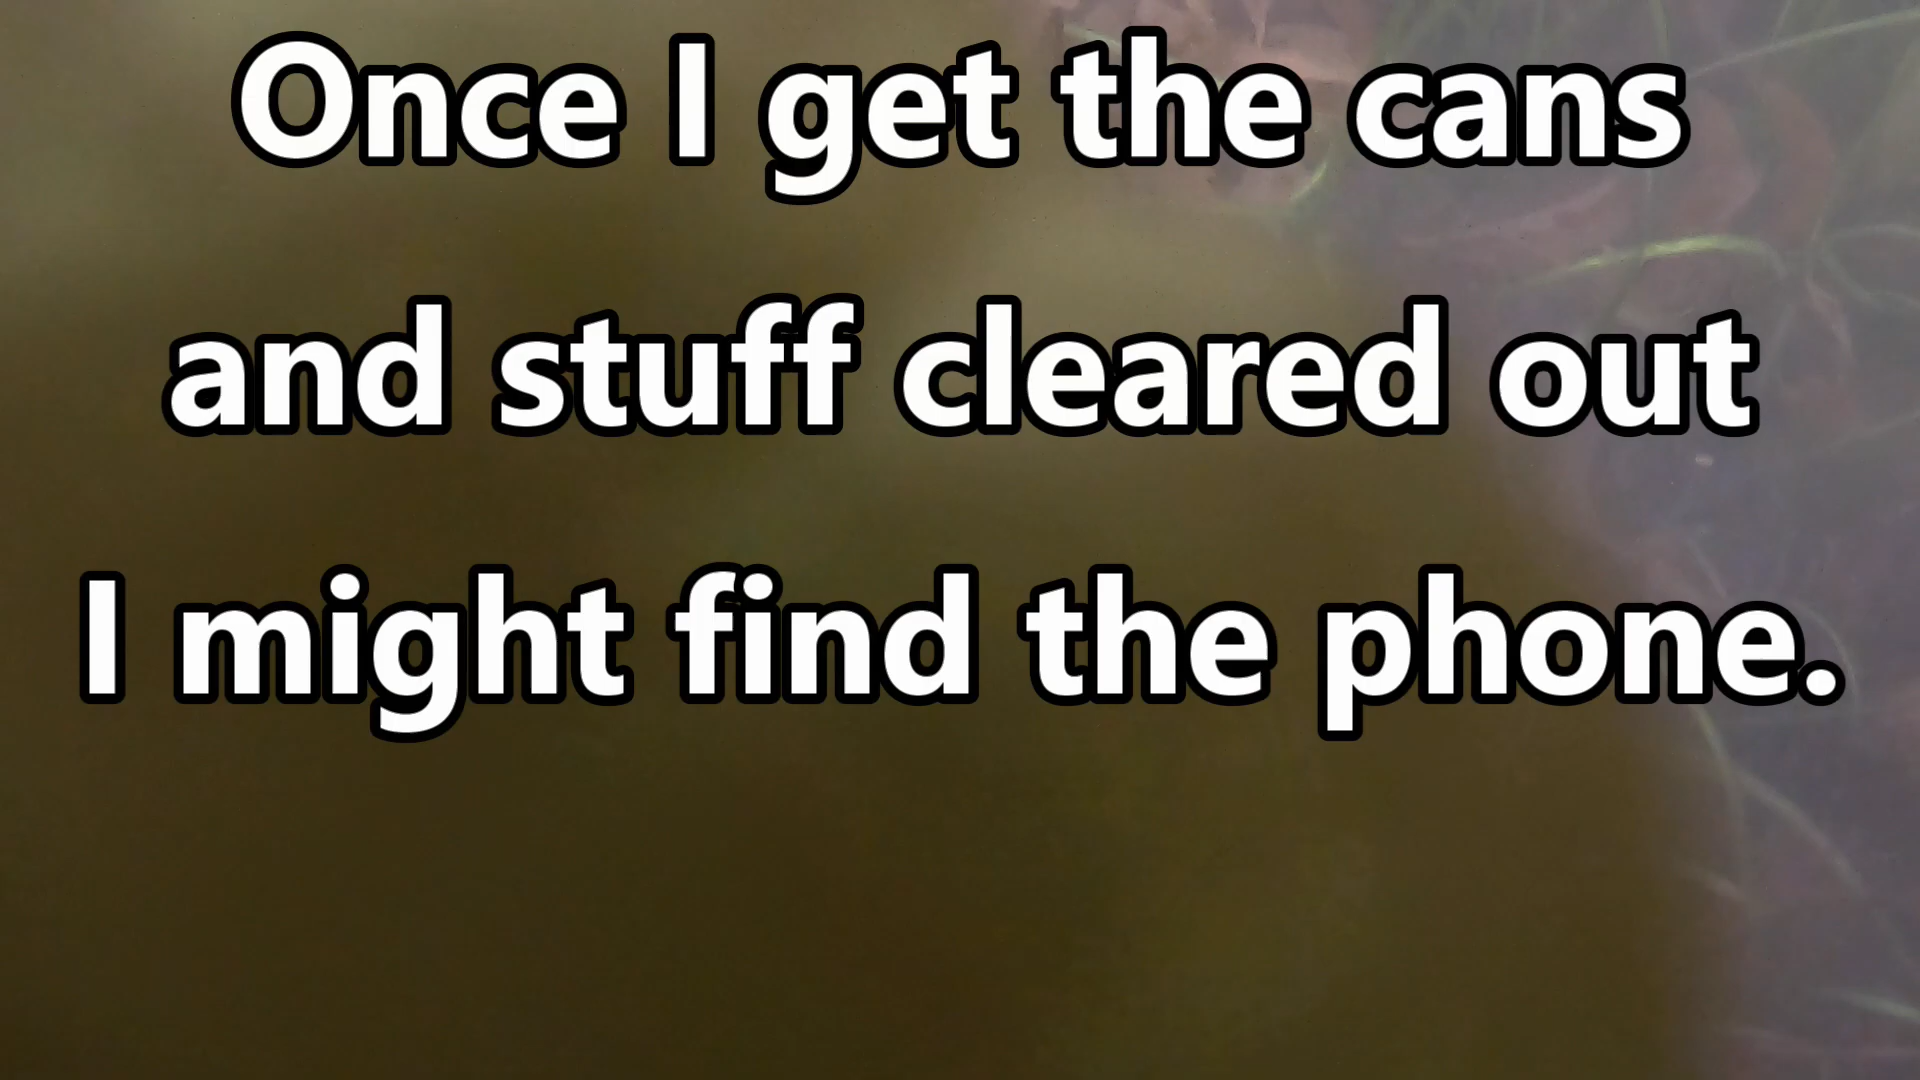 Once I get the cans
and stuff cleared out
I might find the phone.